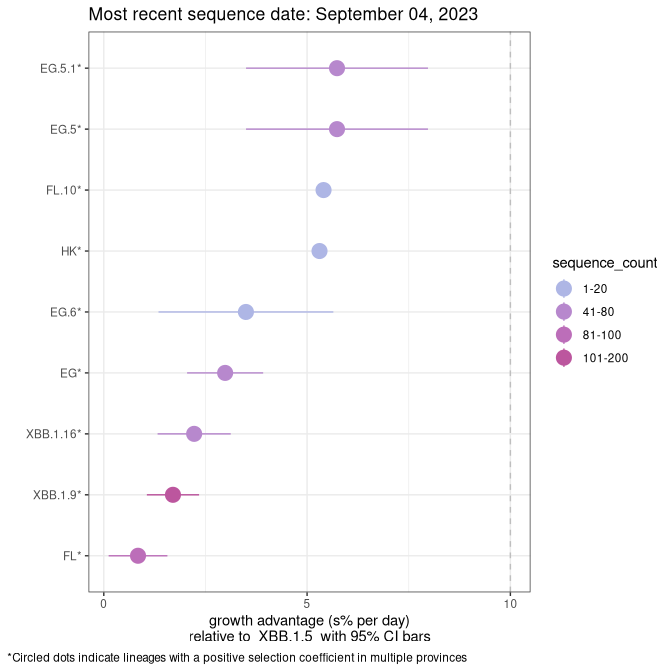 Most recent sequence date: September 04, 2023
EG.5.1*
EG.5*
FL.10*
HK*
EG.6*
EG*
XBB.1.16*
XBB.1.9*
FL*
0 5 10
growth advantage (s% per day)
relative to XBB.1.5 with 95% CI bars
sequence_count
1-20
41-80
81-100
101-200
*Circled dots indicate lineages with a positive selection coefficient in multiple provinces